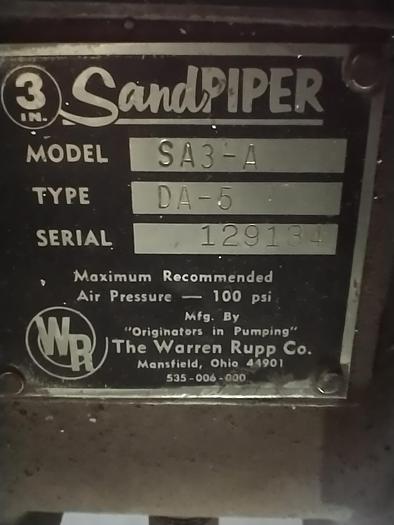 3 IN. SandPIPER
MODEL SA3-A
TYPE DA-5
SERIAL 129134
Maximum Recommended
Air Pressure — 100 psi
Mfg. By
"Originators in Pumping"
WR The Warren Rupp Co.
Mansfield, Ohio 44901
535-006-000